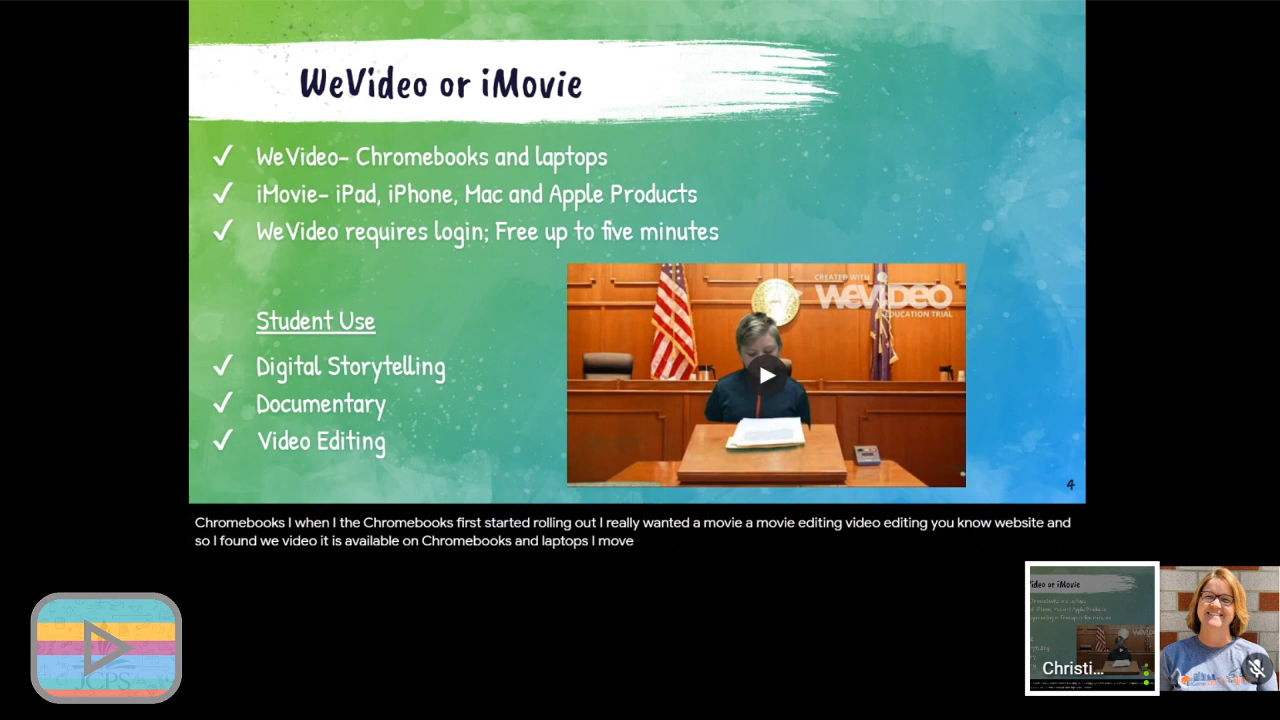 WeVideo or iMovie
✓ WeVideo– Chromebooks and laptops
✓ iMovie– iPad, iPhone, Mac and Apple Products
✓ WeVideo requires login; Free up to five minutes
CREATED WITH
WeVideo
EDUCATION TRIAL
Student Use
✓ Digital Storytelling
✓ Documentary
✓ Video Editing
4
Chromebooks I when I the Chromebooks first started rolling out I really wanted a movie a movie editing video editing you know website and
so I found we video it is available on Chromebooks and laptops I move
JCPS
ideo or iMovie
Christi...